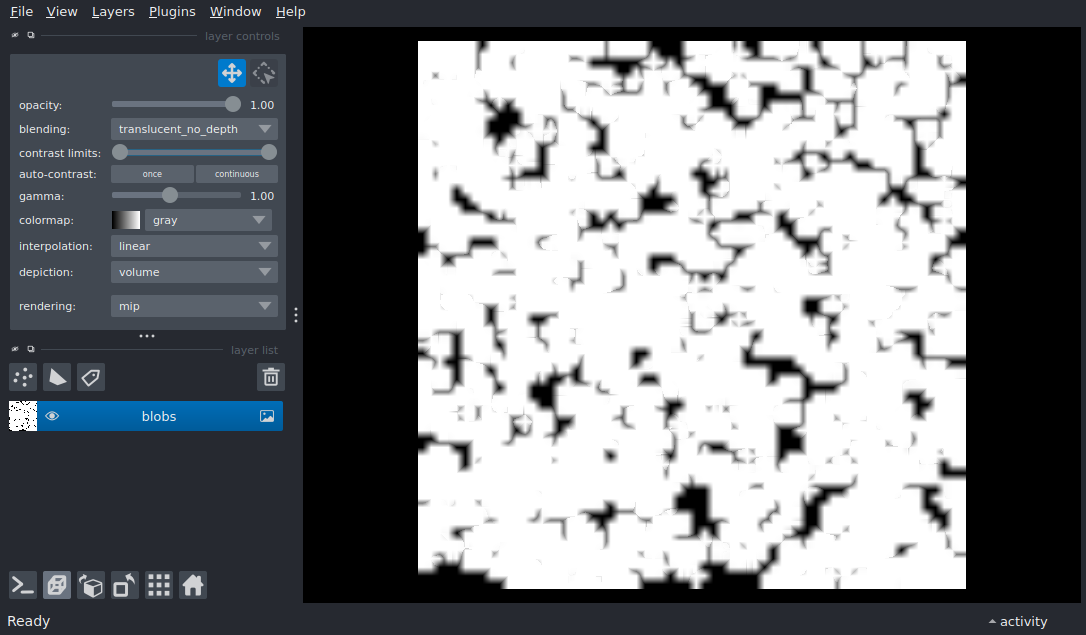 File View Layers Plugins Window Help
layer controls
opacity: 1.00
blending: translucent_no_depth
contrast limits:
auto-contrast: once continuous
gamma: 1.00
colormap: gray
interpolation: linear
depiction: volume
rendering: mip
layer list
blobs
Ready activity